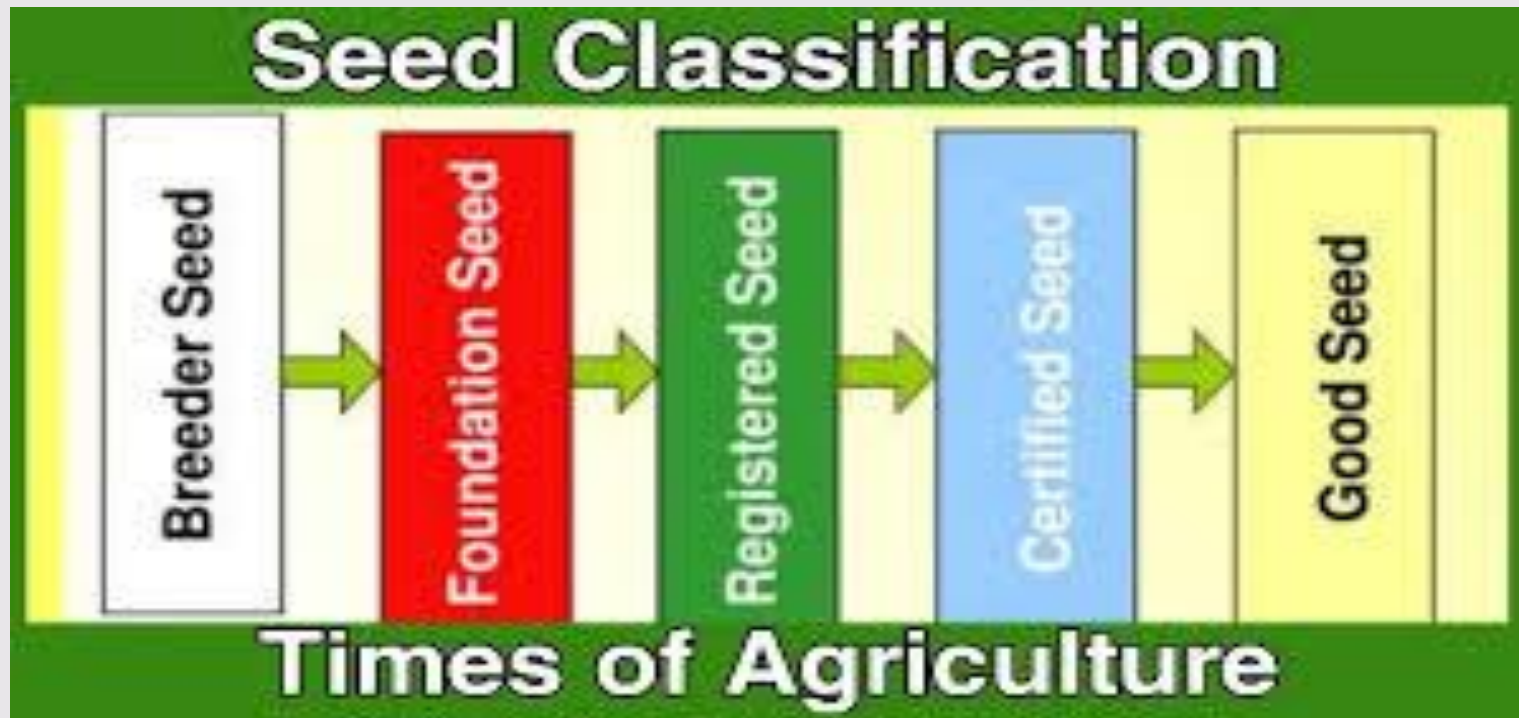 Seed Classification
Breeder Seed
Foundation Seed
Registered Seed
Certified Seed
Good Seed
Times of Agriculture